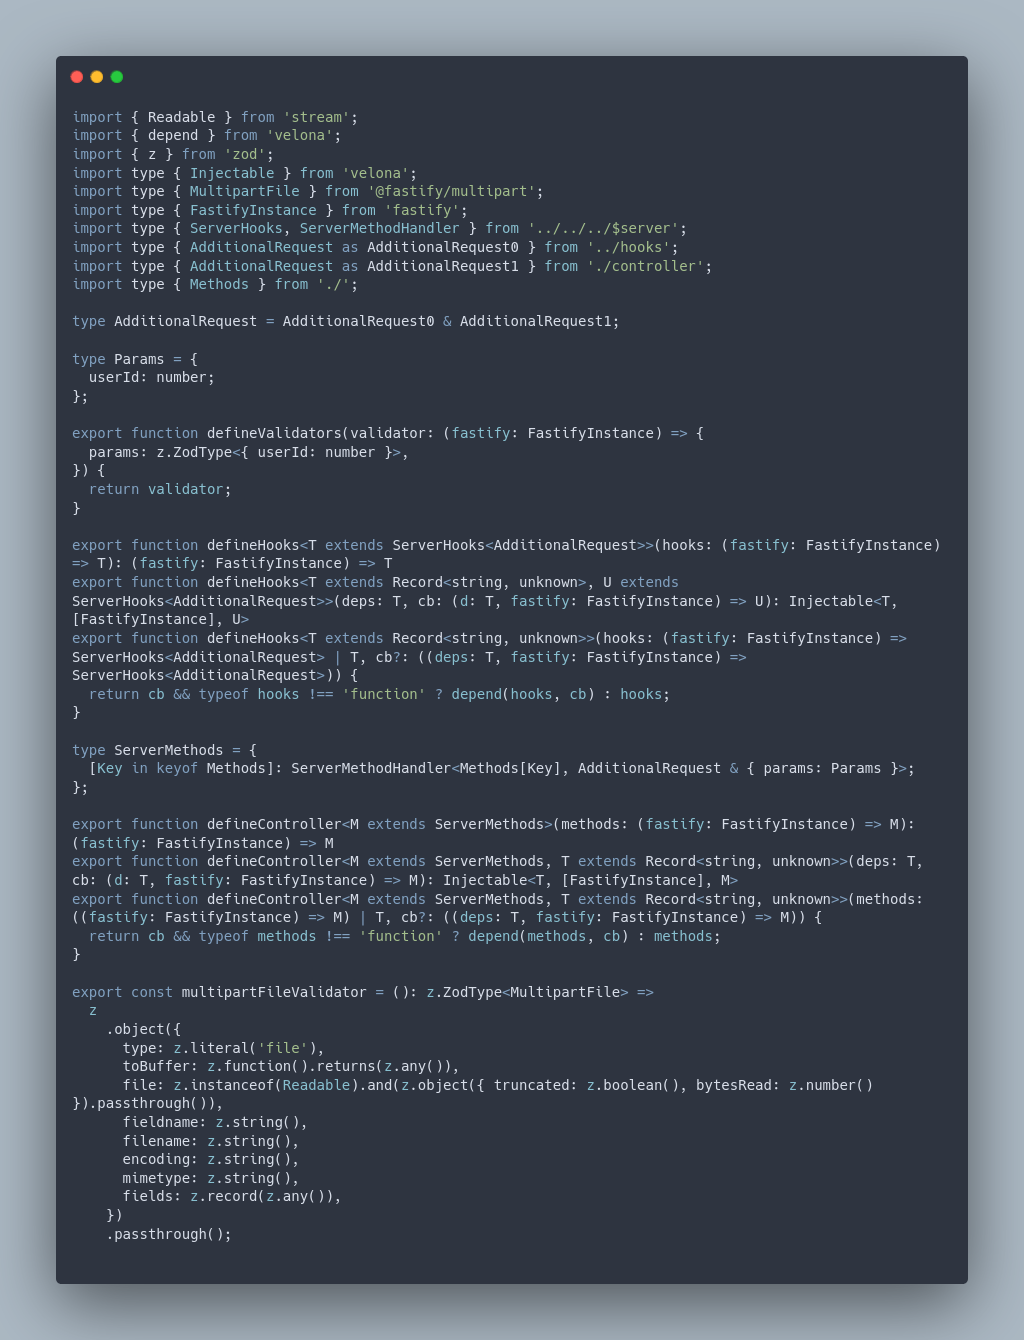 import { Readable } from 'stream';
import { depend } from 'velona';
import { z } from 'zod';
import type { Injectable } from 'velona';
import type { MultipartFile } from '@fastify/multipart';
import type { FastifyInstance } from 'fastify';
import type { ServerHooks, ServerMethodHandler } from '../../../$server';
import type { AdditionalRequest as AdditionalRequest0 } from '../hooks';
import type { AdditionalRequest as AdditionalRequest1 } from './controller';
import type { Methods } from './';

type AdditionalRequest = AdditionalRequest0 & AdditionalRequest1;

type Params = {
  userId: number;
};

export function defineValidators(validator: (fastify: FastifyInstance) => {
  params: z.ZodType<{ userId: number }>,
}) {
  return validator;
}

export function defineHooks<T extends ServerHooks<AdditionalRequest>>(hooks: (fastify: FastifyInstance)
=> T): (fastify: FastifyInstance) => T
export function defineHooks<T extends Record<string, unknown>, U extends
ServerHooks<AdditionalRequest>>(deps: T, cb: (d: T, fastify: FastifyInstance) => U): Injectable<T,
[FastifyInstance], U>
export function defineHooks<T extends Record<string, unknown>>(hooks: (fastify: FastifyInstance) =>
ServerHooks<AdditionalRequest> | T, cb?: ((deps: T, fastify: FastifyInstance) =>
ServerHooks<AdditionalRequest>)) {
  return cb && typeof hooks !== 'function' ? depend(hooks, cb) : hooks;
}

type ServerMethods = {
  [Key in keyof Methods]: ServerMethodHandler<Methods[Key], AdditionalRequest & { params: Params }>;
};

export function defineController<M extends ServerMethods>(methods: (fastify: FastifyInstance) => M):
(fastify: FastifyInstance) => M
export function defineController<M extends ServerMethods, T extends Record<string, unknown>>(deps: T,
cb: (d: T, fastify: FastifyInstance) => M): Injectable<T, [FastifyInstance], M>
export function defineController<M extends ServerMethods, T extends Record<string, unknown>>(methods:
((fastify: FastifyInstance) => M) | T, cb?: ((deps: T, fastify: FastifyInstance) => M)) {
  return cb && typeof methods !== 'function' ? depend(methods, cb) : methods;
}

export const multipartFileValidator = (): z.ZodType<MultipartFile> =>
  z
    .object({
      type: z.literal('file'),
      toBuffer: z.function().returns(z.any()),
      file: z.instanceof(Readable).and(z.object({ truncated: z.boolean(), bytesRead: z.number()
}).passthrough()),
      fieldname: z.string(),
      filename: z.string(),
      encoding: z.string(),
      mimetype: z.string(),
      fields: z.record(z.any()),
    })
    .passthrough();